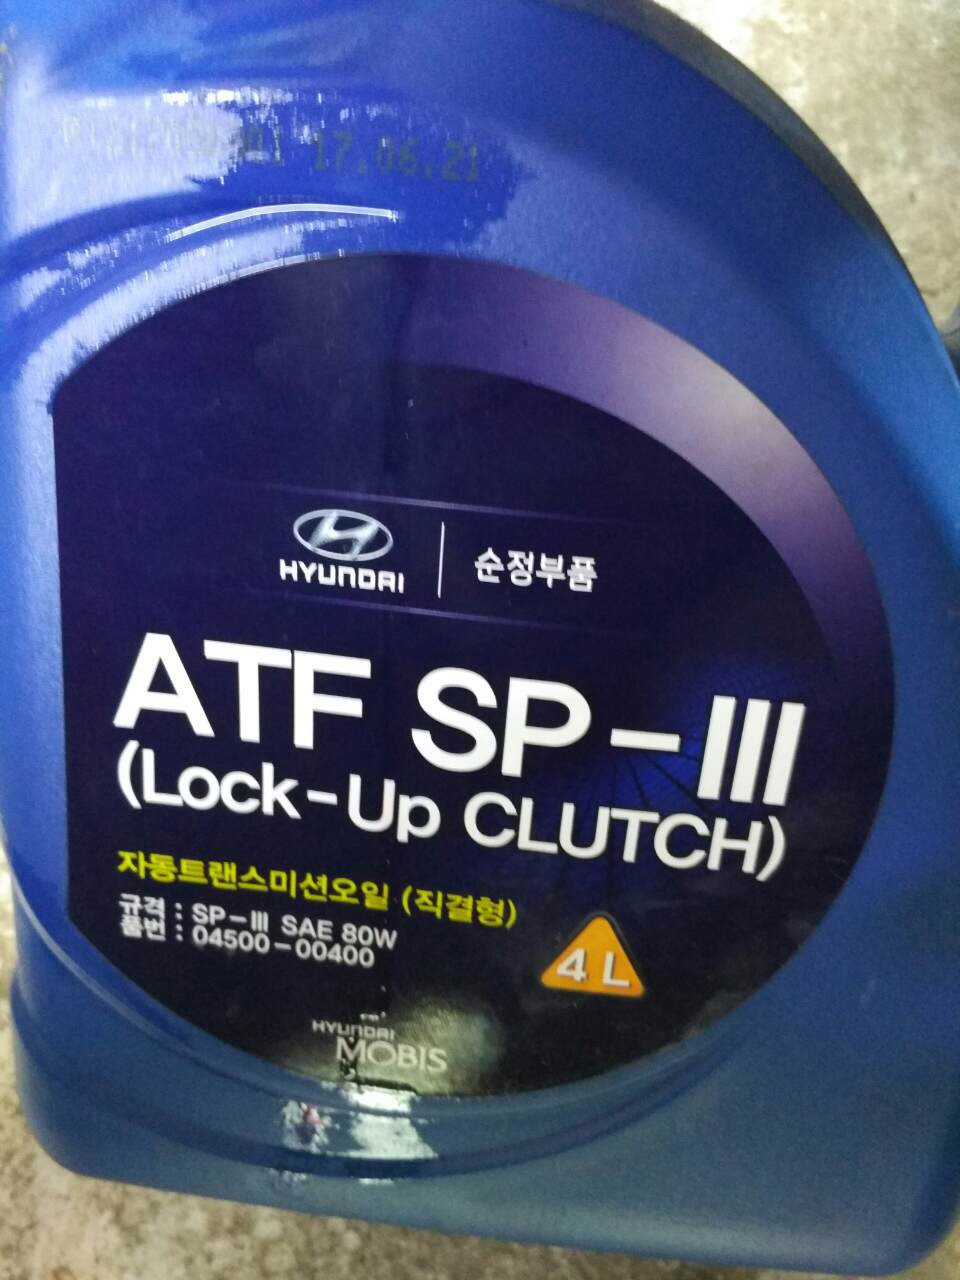 17.06.21
HYUNDAI
순정부품
ATF SP-III
(Lock-Up CLUTCH)
자동트랜스미션오일 (직결형)
규격 : SP-III SAE 80W
품번 : 04500-00400
4 L
HYUNDAI
MOBIS